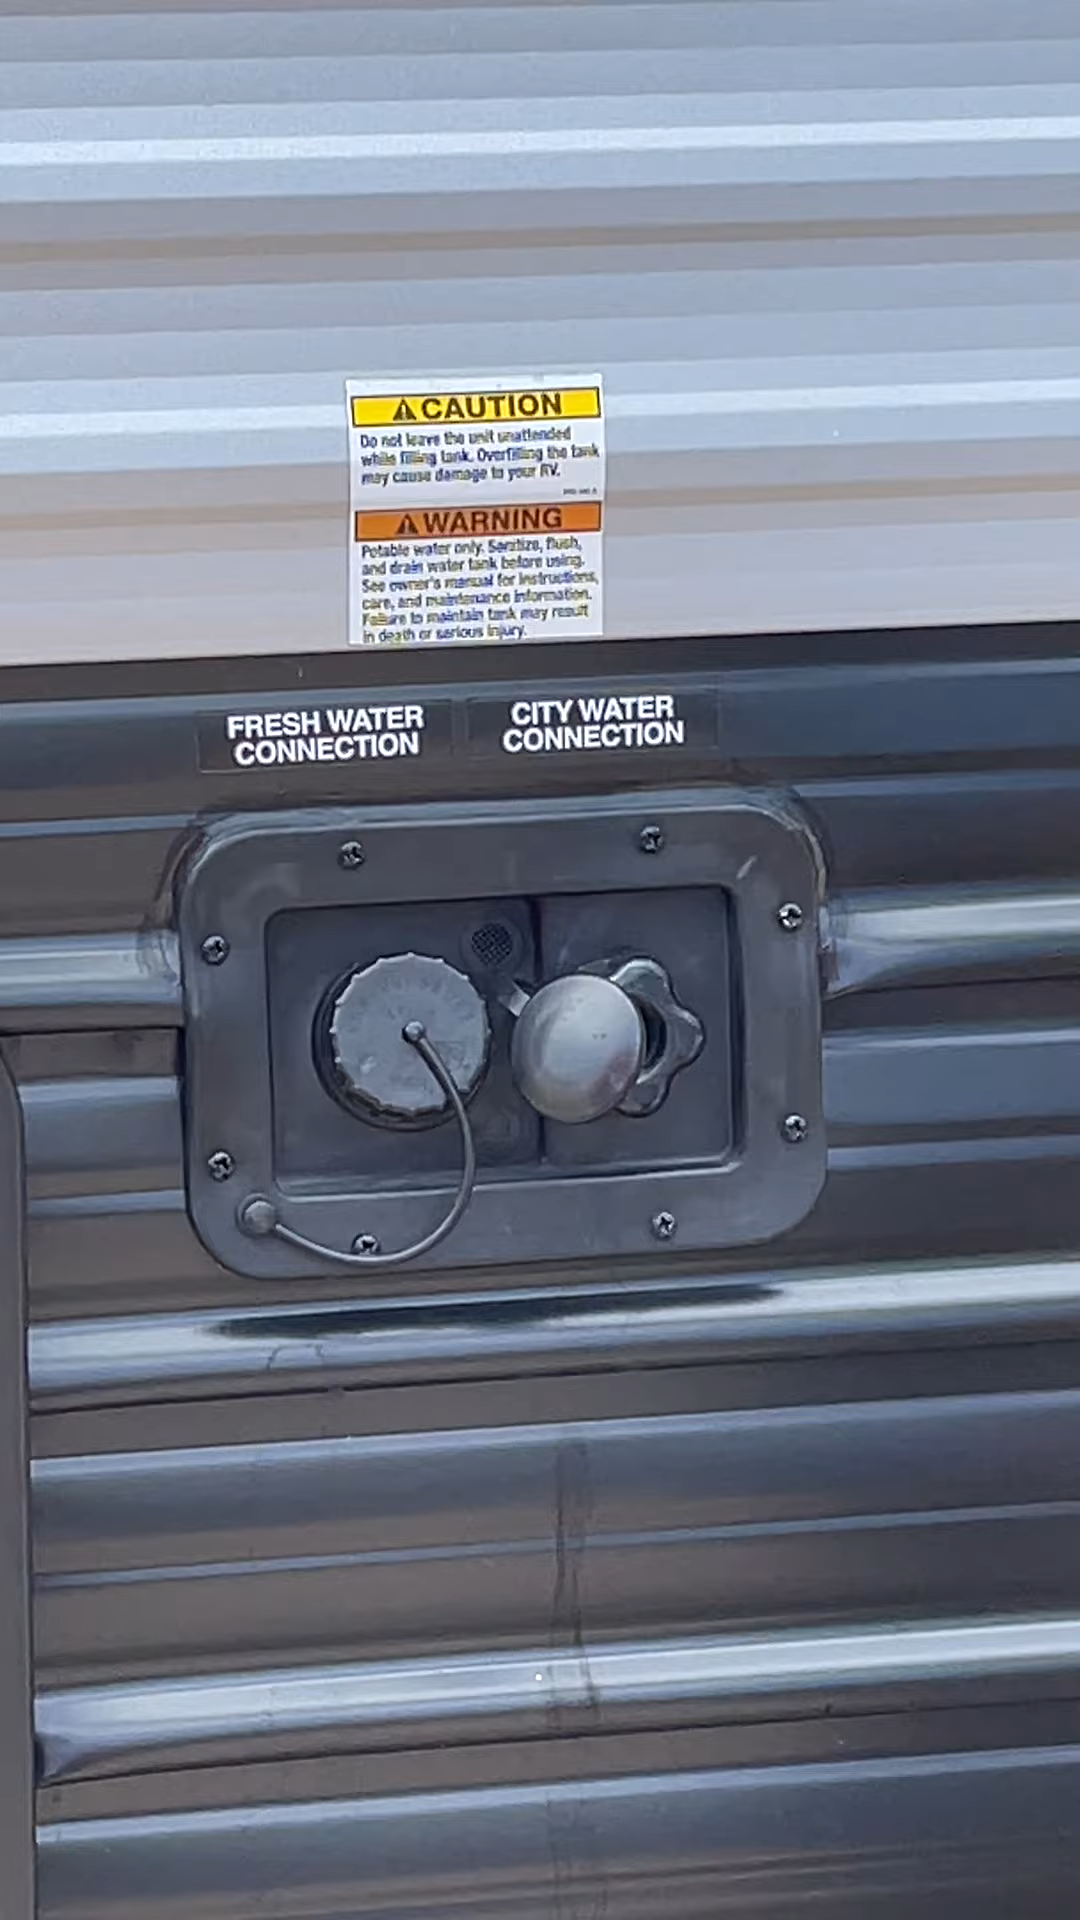 ⚠CAUTION
Do not leave the unit unattended
while filling tank. Overfilling the tank
may cause damage to your RV.
⚠WARNING
Potable water only. Sanitize, flush,
and drain water tank before using.
See owner's manual for instructions,
care, and maintenance information.
Failure to maintain tank may result
in death or serious injury.
FRESH WATER
CONNECTION
CITY WATER
CONNECTION